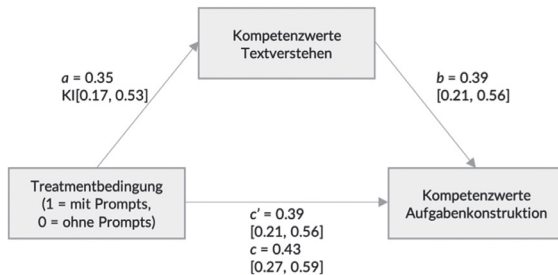 Kompetenzwerte
Textverstehen
a = 0.35
KI[0.17, 0.53]
b = 0.39
[0.21, 0.56]
Treatmentbedingung
(1 = mit Prompts,
0 = ohne Prompts)
Kompetenzwerte
Aufgabenkonstruktion
c' = 0.39
[0.21, 0.56]
c = 0.43
[0.27, 0.59]